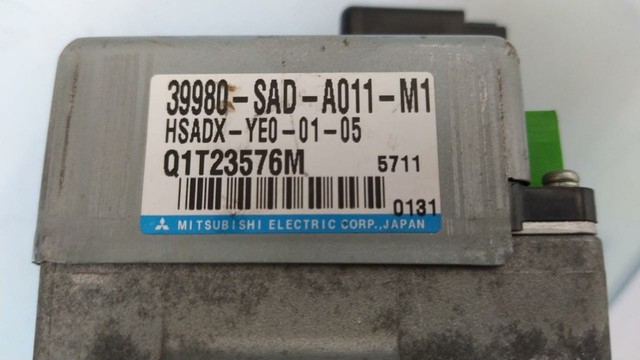 39980-SAD-A011-M1
HSADX-YE0-01-05
Q1T23576M 5711
0131
MITSUBISHI ELECTRIC CORP.,JAPAN